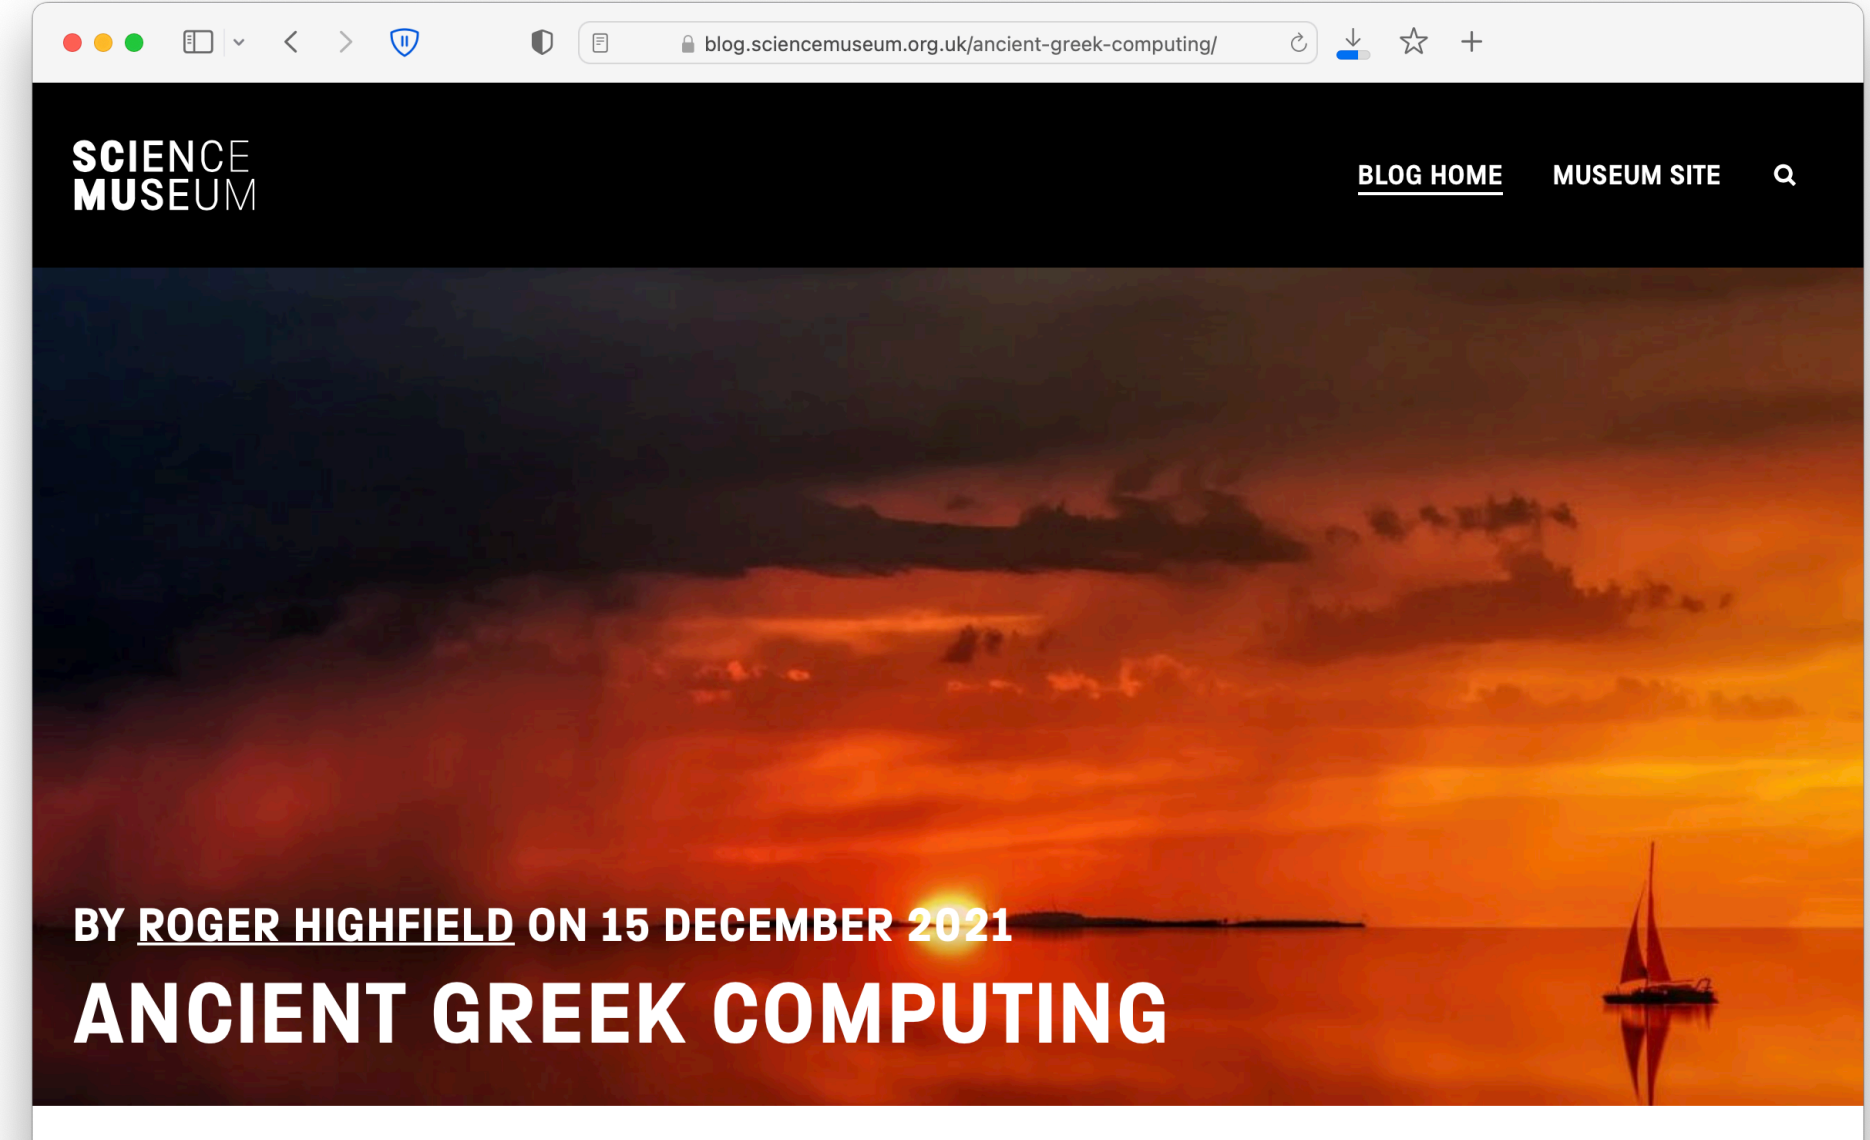 blog.sciencemuseum.org.uk/ancient-greek-computing/
SCIENCE
MUSEUM
BLOG HOME
MUSEUM SITE
BY ROGER HIGHFIELD ON 15 DECEMBER 2021
ANCIENT GREEK COMPUTING